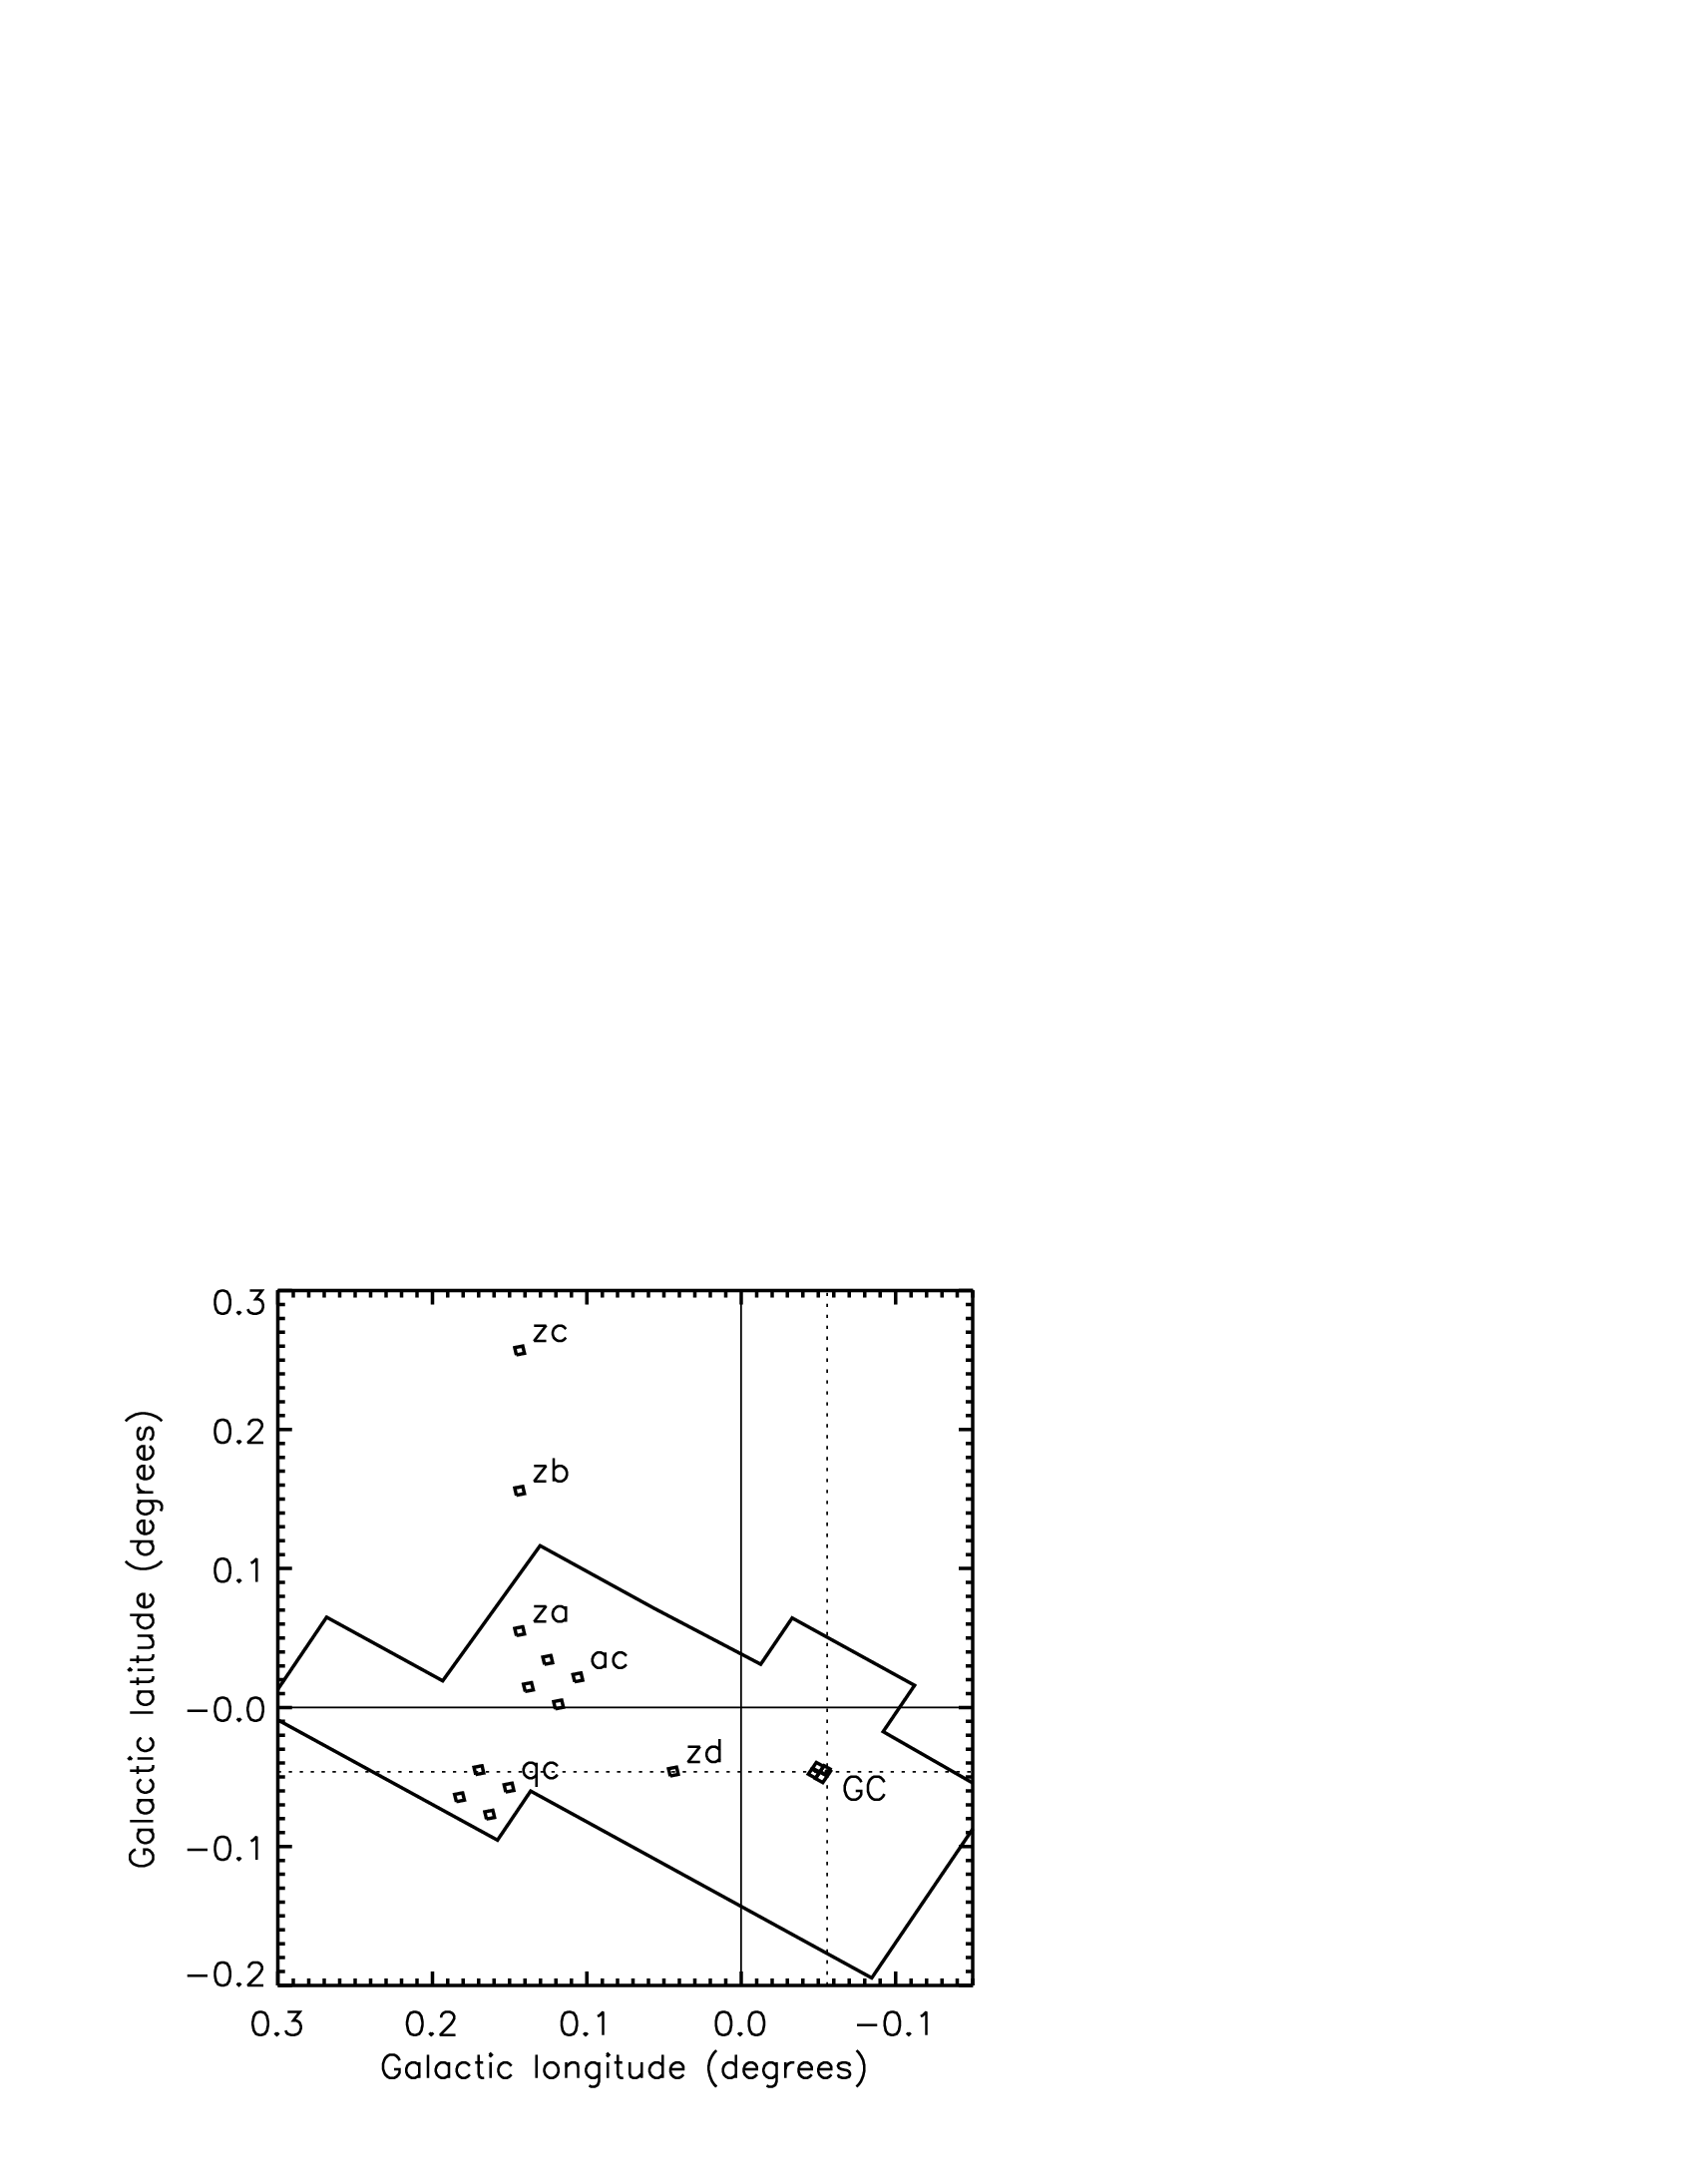 0.3
zc
0.2
zb
0.1
za
ac
-0.0
zd
qc
GC
-0.1
-0.2
0.3 0.2 0.1 0.0 -0.1
Galactic longitude (degrees)
Galactic latitude (degrees)